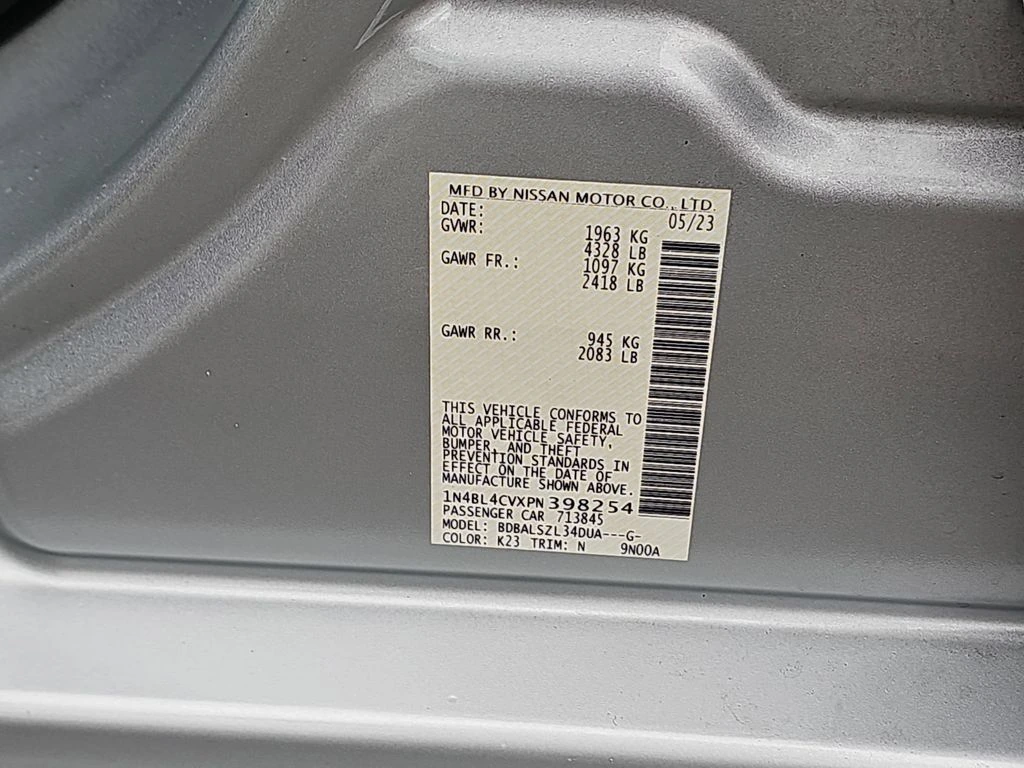 MFD BY NISSAN MOTOR CO., LTD.
DATE: 05/23
GVWR: 1963 KG
4328 LB
GAWR FR.: 1097 KG
2418 LB
GAWR RR.: 945 KG
2083 LB
THIS VEHICLE CONFORMS TO
ALL APPLICABLE FEDERAL
MOTOR VEHICLE SAFETY,
BUMPER, AND THEFT
PREVENTION STANDARDS IN
EFFECT ON THE DATE OF
MANUFACTURE SHOWN ABOVE.
1N4BL4CVXPN398254
PASSENGER CAR 713845
MODEL: BDBALSZL34DUA---G-
COLOR: K23 TRIM: N 9N00A